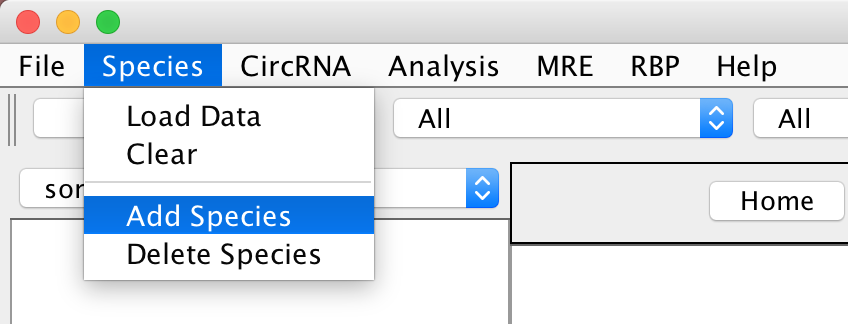 File Species CircRNA Analysis MRE RBP Help
Load Data
All
All
Clear
sor
Add Species
Home
Delete Species